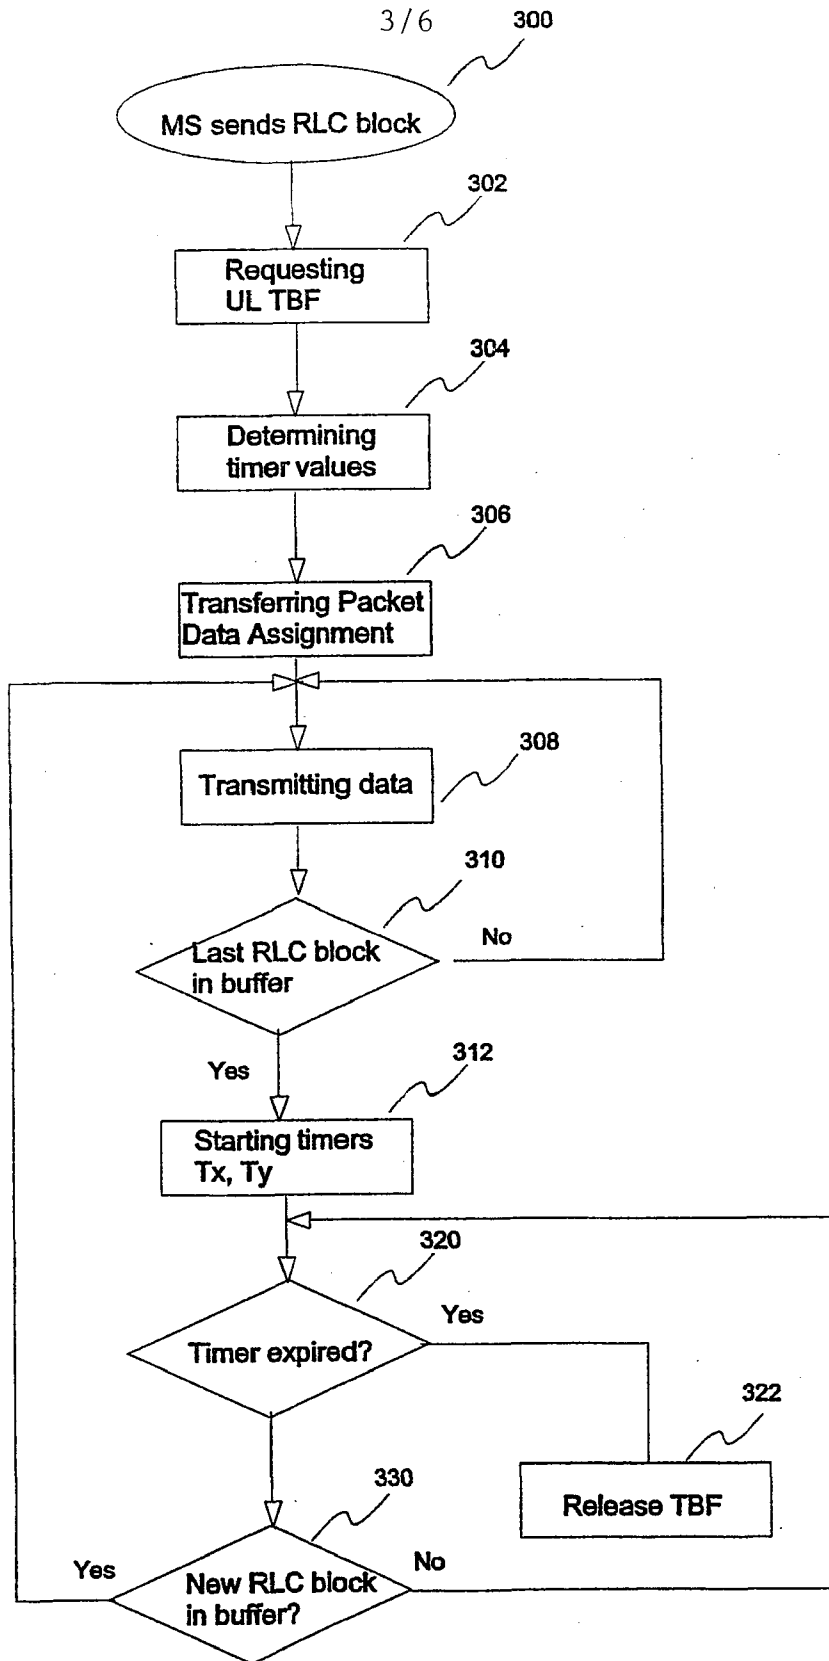 3/6
300
MS sends RLC block
302
Requesting
UL TBF
304
Determining
timer values
306
Transferring Packet
Data Assignment
308
Transmitting data
310
Last RLC block
in buffer
No
Yes
312
Starting timers
Tx, Ty
320
Timer expired?
Yes
322
Release TBF
330
New RLC block
in buffer?
Yes
No